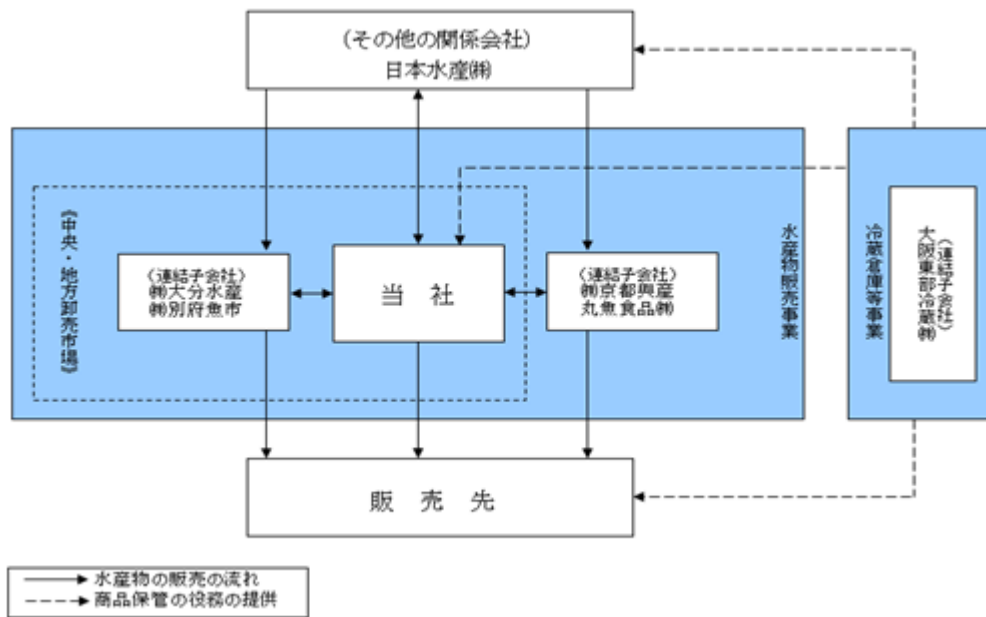 (その他の関係会社)
日本水産㈱
《中央・地方卸売市場》
(連結子会社)
㈱大分水産
㈱別府魚市
当 社
(連結子会社)
㈱京都興産
丸魚食品㈱
水産物販売事業
冷蔵倉庫等事業
(連結子会社)
大阪東部冷蔵㈱
販 売 先
水産物の販売の流れ
商品保管の役務の提供